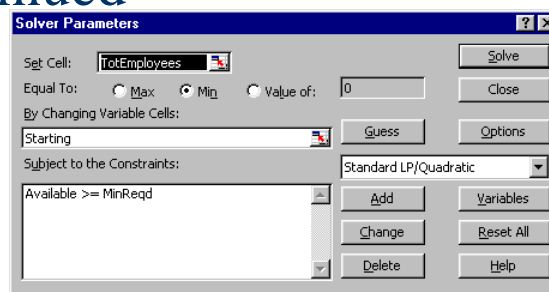 Solver Parameters
Set Cell: TotEmployees Solve
Equal To: Max Min Value of: 0 Close
By Changing Variable Cells:
Starting Guess Options
Subject to the Constraints: Standard LP/Quadratic
Available >= MinReqd Add Variables
Change Reset All
Delete Help